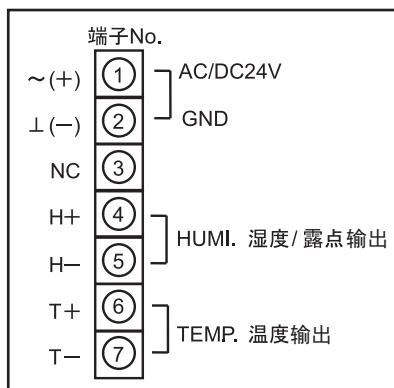 端子No.
~(+) ① AC/DC24V
⊥(−) ② GND
NC ③
H+ ④
HUMI. 湿度/露点输出
H− ⑤
T+ ⑥
TEMP. 温度输出
T− ⑦